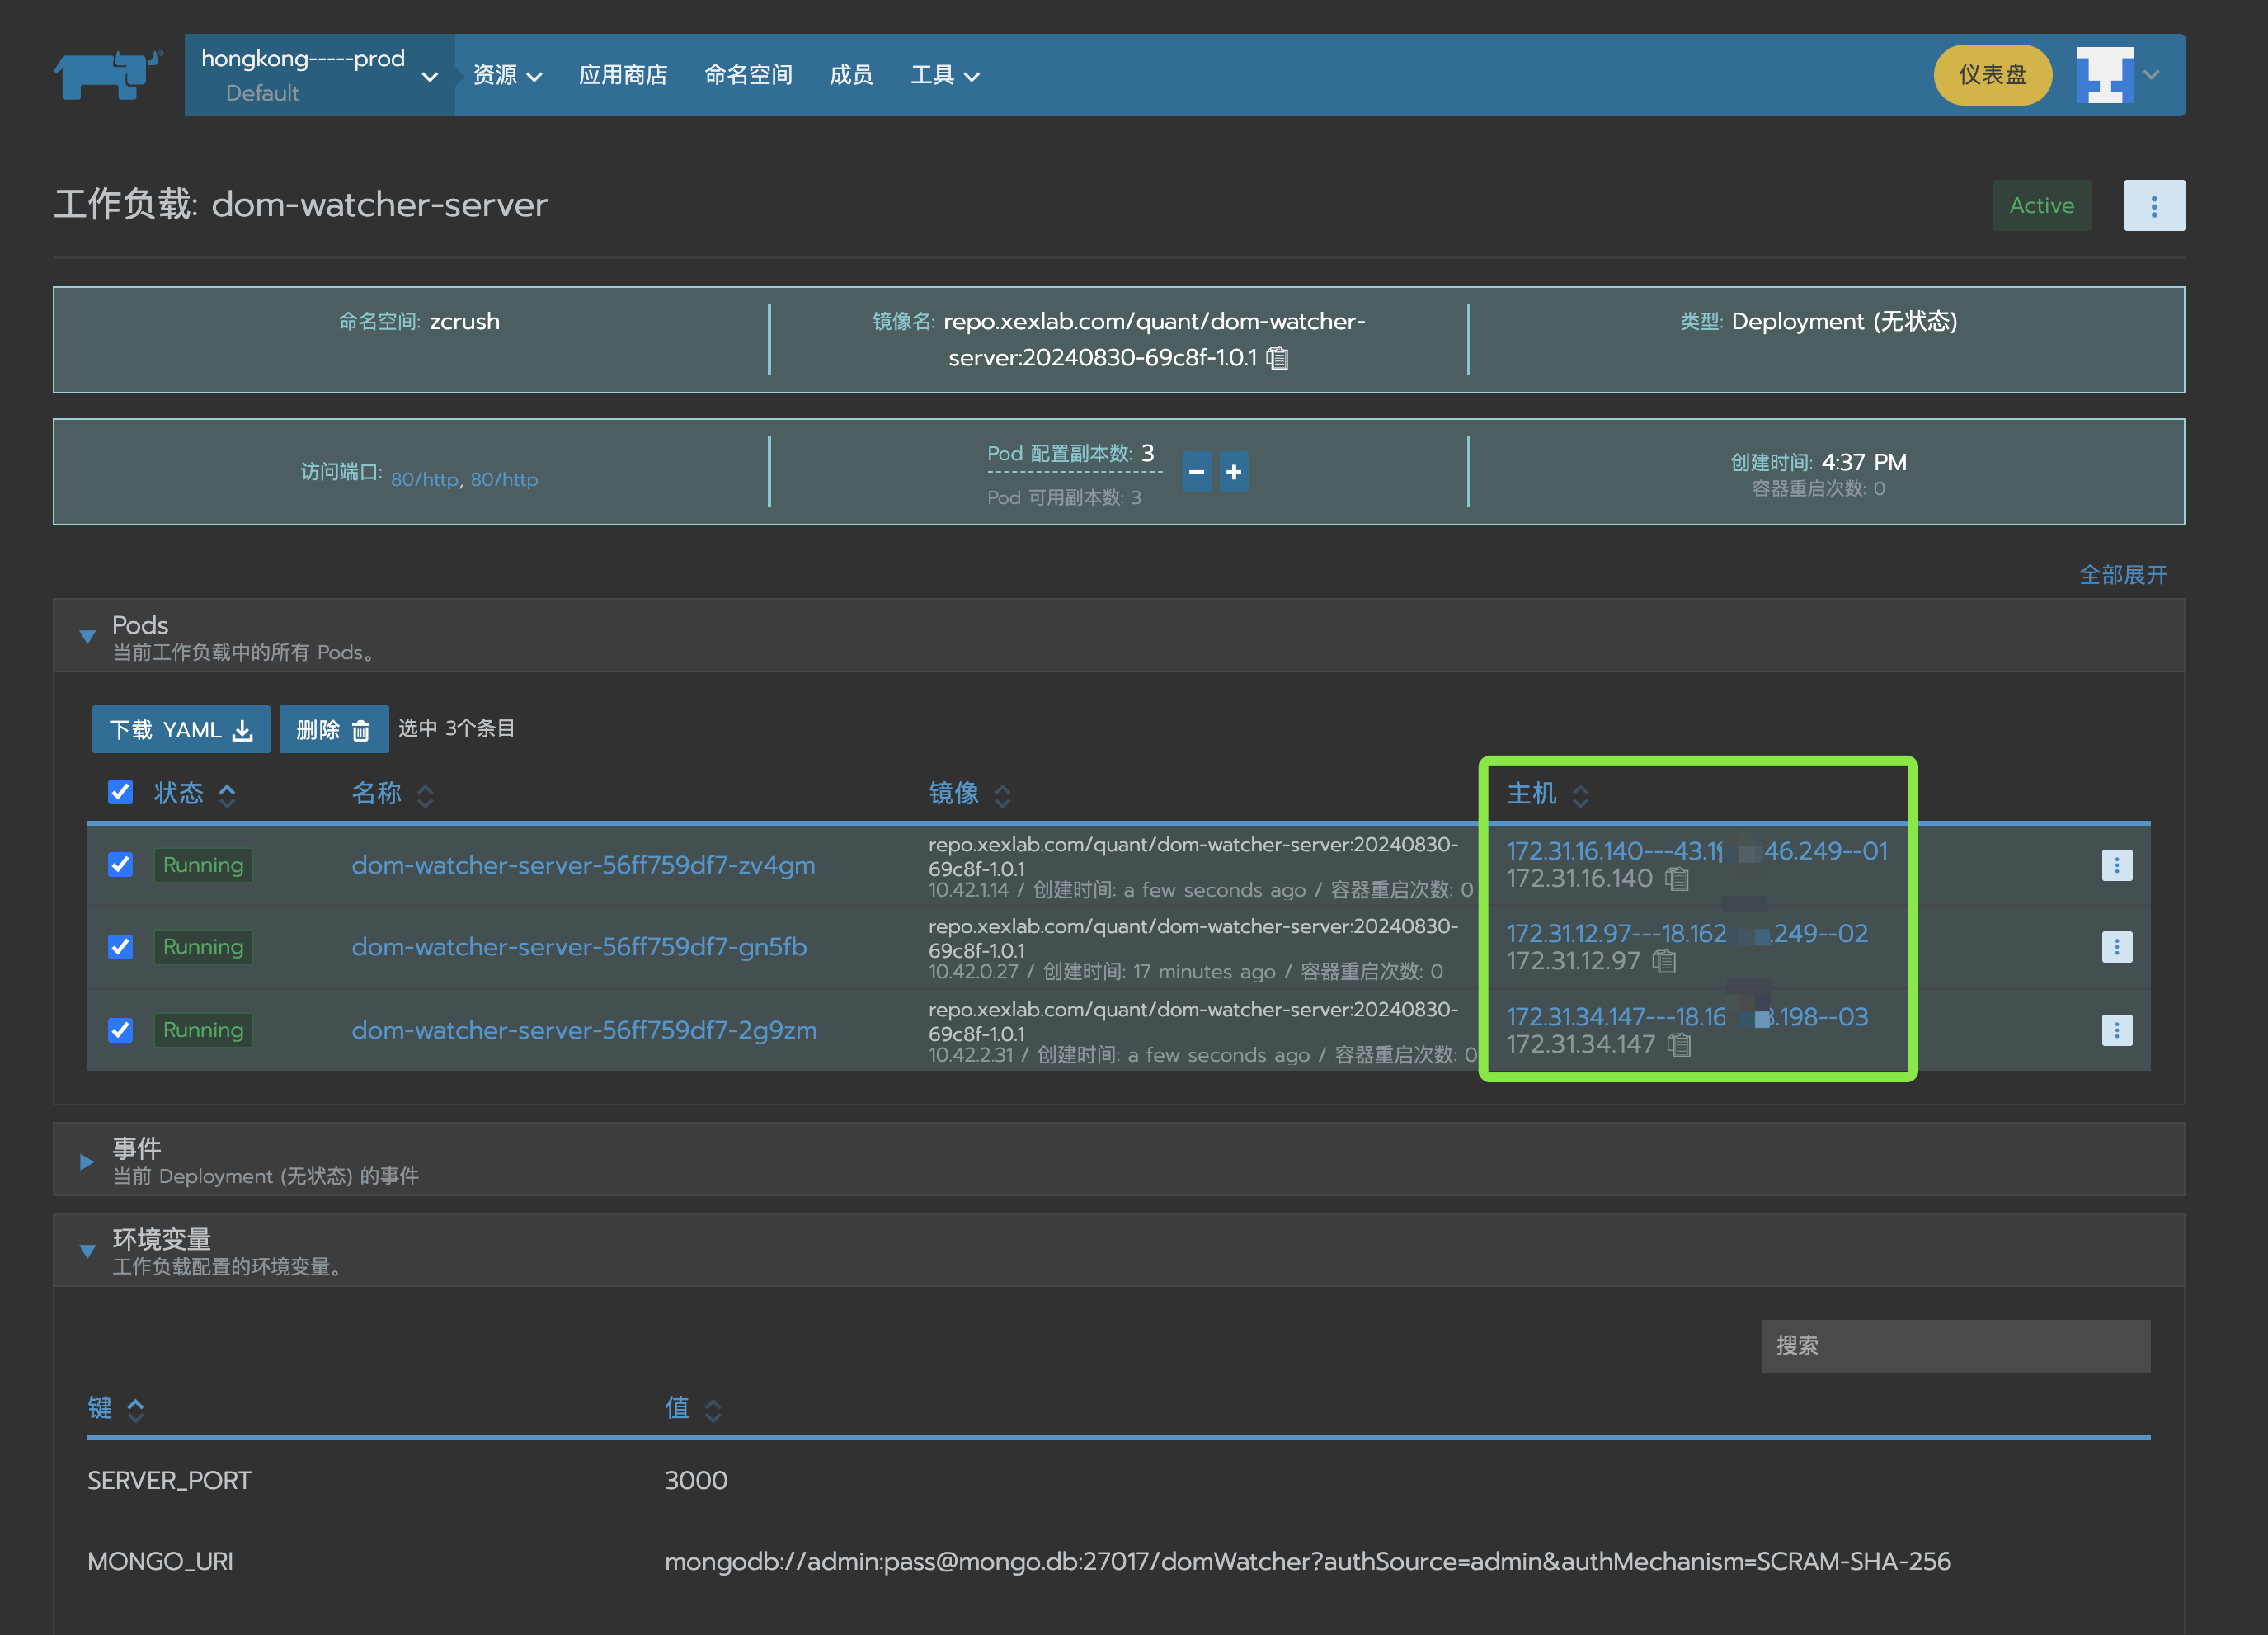 hongkong-----prod
Default
资源
应用商店
命名空间
成员
工具
仪表盘
工作负载: dom-watcher-server
Active
命名空间: zcrush
镜像名: repo.xexlab.com/quant/dom-watcher-
server:20240830-69c8f-1.0.1
类型: Deployment (无状态)
访问端口: 80/http, 80/http
Pod 配置副本数: 3
Pod 可用副本数: 3
创建时间: 4:37 PM
容器重启次数: 0
全部展开
Pods
当前工作负载中的所有 Pods。
下载 YAML
删除
选中 3个条目
状态
名称
镜像
主机
Running
dom-watcher-server-56ff759df7-zv4gm
repo.xexlab.com/quant/dom-watcher-server:20240830-
69c8f-1.0.1
10.42.1.14 / 创建时间: a few seconds ago / 容器重启次数: 0
172.31.16.140---43.1 46.249--01
172.31.16.140
Running
dom-watcher-server-56ff759df7-gn5fb
repo.xexlab.com/quant/dom-watcher-server:20240830-
69c8f-1.0.1
10.42.0.27 / 创建时间: 17 minutes ago / 容器重启次数: 0
172.31.12.97---18.162 .249--02
172.31.12.97
Running
dom-watcher-server-56ff759df7-2g9zm
repo.xexlab.com/quant/dom-watcher-server:20240830-
69c8f-1.0.1
10.42.2.31 / 创建时间: a few seconds ago / 容器重启次数: 0
172.31.34.147---18.16 .198--03
172.31.34.147
事件
当前 Deployment (无状态) 的事件
环境变量
工作负载配置的环境变量。
搜索
键
值
SERVER_PORT
3000
MONGO_URI
mongodb://admin:pass@mongo.db:27017/domWatcher?authSource=admin&authMechanism=SCRAM-SHA-256